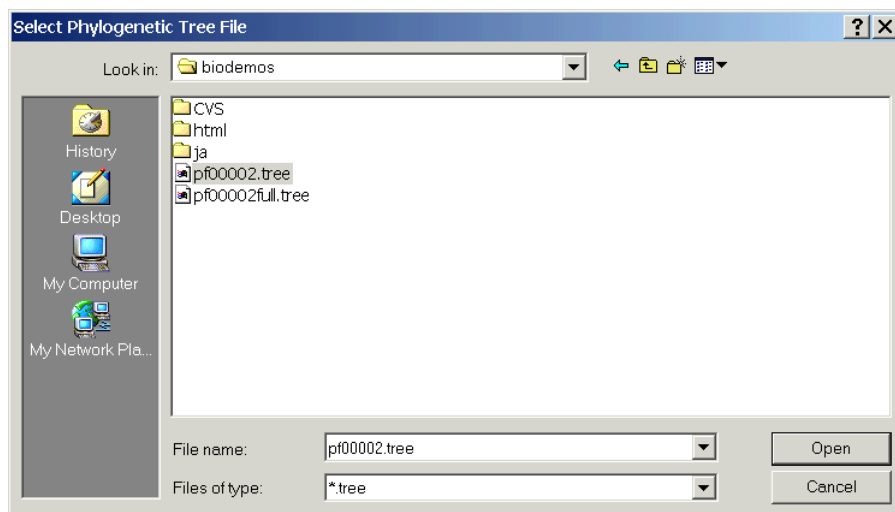 Select Phylogenetic Tree File
Look in: biodemos
History
Desktop
My Computer
My Network Pla...
CVS
html
ja
pf00002.tree
pf00002full.tree
File name: pf00002.tree Open
Files of type: *.tree Cancel